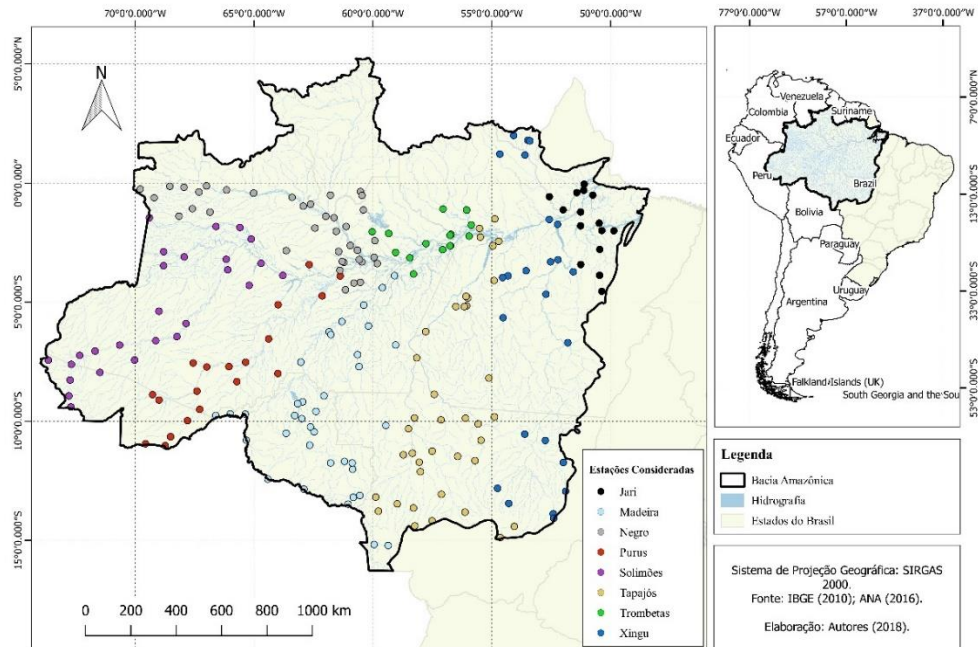 70°0'0.000"O
65°0'0.000"O
60°0'0.000"O
55°0'0.000"O
50°0'0.000"O
77°0'0.000"O
57°0'0.000"O
37°0'0.000"O
5°0'0.000"N
0°0'0.000"
5°0'0.000"S
10°0'0.000"S
15°0'0.000"S
N
0 200 400 600 800 1000 km
Estações Consideradas
Jari
Madeira
Negro
Purus
Solimões
Tapajós
Trombetas
Xingu
7°0'0.000"N
13°0'0.000"S
33°0'0.000"S
53°0'0.000"S
Venezuela
Colombia
Suriname
Ecuador
Peru
Brazil
Bolivia
Paraguay
Uruguay
Argentina
Falkland Islands (UK)
South Georgia and the Sou
Legenda
Bacia Amazônica
Hidrografia
Estados do Brasil
Sistema de Projeção Geográfica: SIRGAS
2000.
Fonte: IBGE (2010); ANA (2016).
Elaboração: Autores (2018).